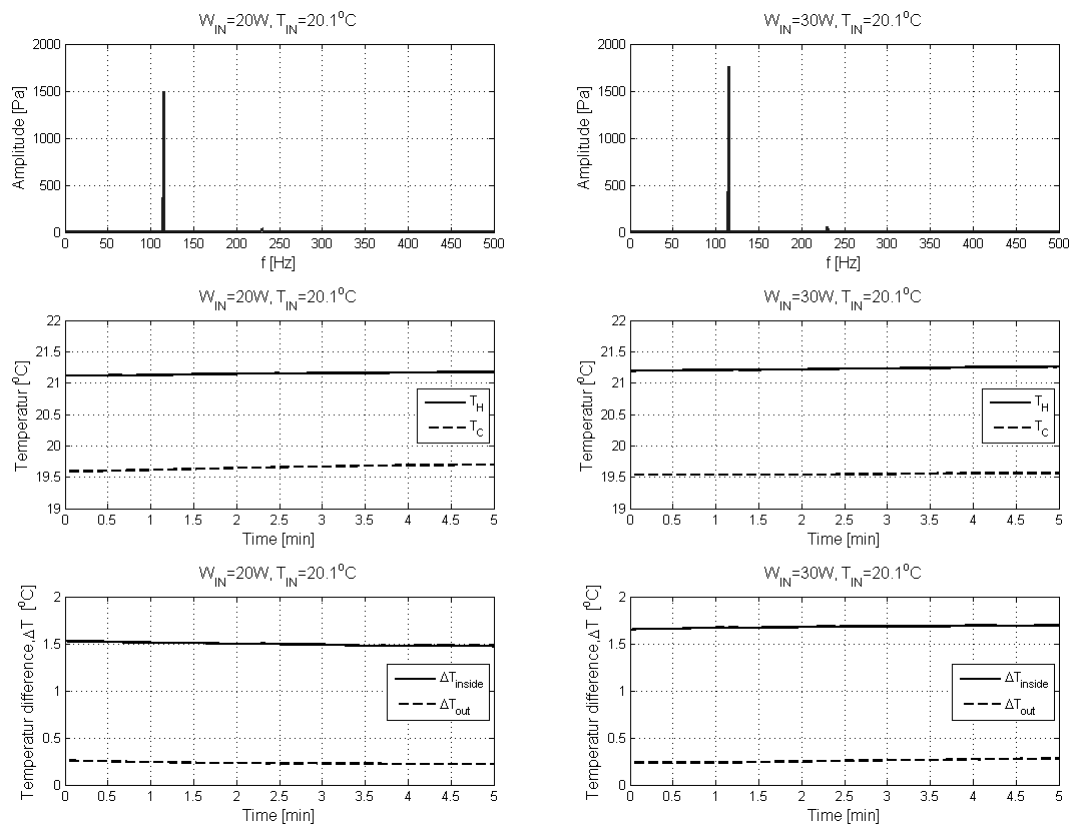 W_IN=20W, T_IN=20.1°C
Amplitude [Pa]
2000
1500
1000
500
0
0 50 100 150 200 250 300 350 400 450 500
f [Hz]
W_IN=30W, T_IN=20.1°C
Amplitude [Pa]
2000
1500
1000
500
0
0 50 100 150 200 250 300 350 400 450 500
f [Hz]
W_IN=20W, T_IN=20.1°C
Temperatur [°C]
22
21.5
21
20.5
20
19.5
19
T_H
T_C
0 0.5 1 1.5 2 2.5 3 3.5 4 4.5 5
Time [min]
W_IN=30W, T_IN=20.1°C
Temperatur [°C]
22
21.5
21
20.5
20
19.5
19
T_H
T_C
0 0.5 1 1.5 2 2.5 3 3.5 4 4.5 5
Time [min]
W_IN=20W, T_IN=20.1°C
Temperatur difference,ΔT [°C]
2
1.5
1
0.5
0
ΔT_inside
ΔT_out
0 0.5 1 1.5 2 2.5 3 3.5 4 4.5 5
Time [min]
W_IN=30W, T_IN=20.1°C
Temperatur difference,ΔT [°C]
2
1.5
1
0.5
0
ΔT_inside
ΔT_out
0 0.5 1 1.5 2 2.5 3 3.5 4 4.5 5
Time [min]